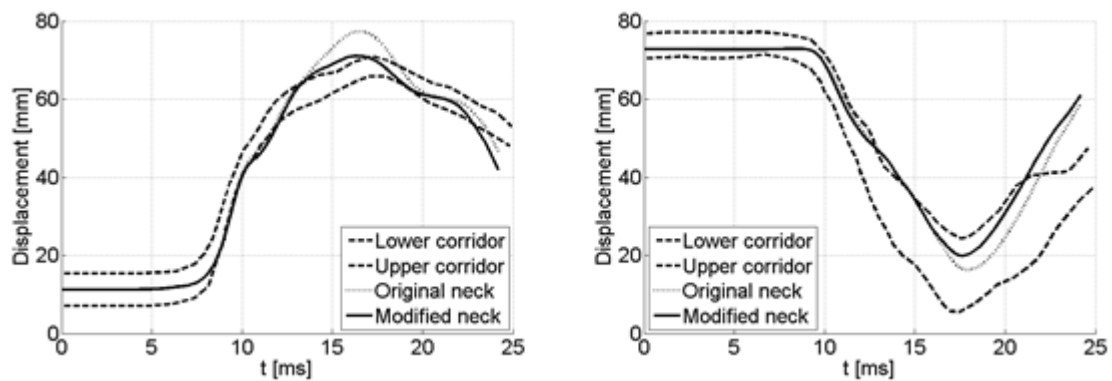 80
60
40
20
0
Displacement [mm]
0 5 10 15 20 25
t [ms]
Lower corridor
Upper corridor
Original neck
Modified neck
80
60
40
20
0
Displacement [mm]
0 5 10 15 20 25
t [ms]
Lower corridor
Upper corridor
Original neck
Modified neck